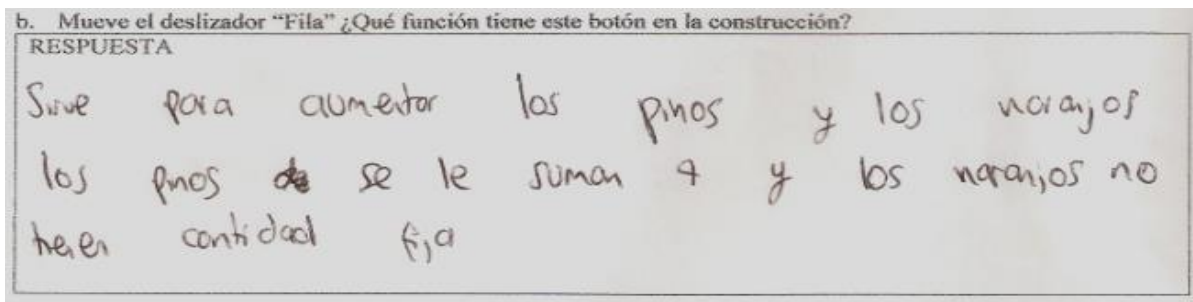 b. Mueve el deslizador “Fila” ¿Qué función tiene este botón en la construcción?
RESPUESTA
Sirve para aumentar los pinos y los naranjos
los pinos se le suman 4 y los naranjos no
tienen cantidad fija